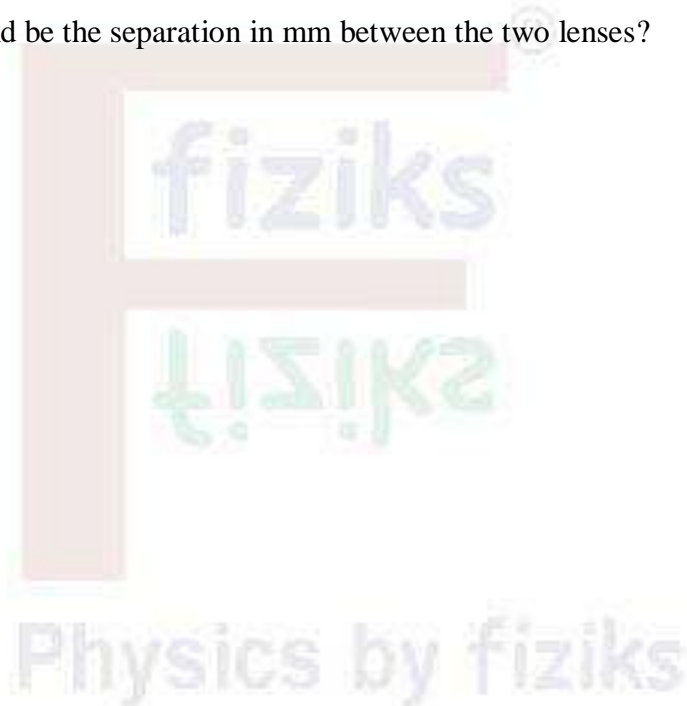 d be the separation in mm between the two lenses?
fiziks
fiziks
Physics by fiziks